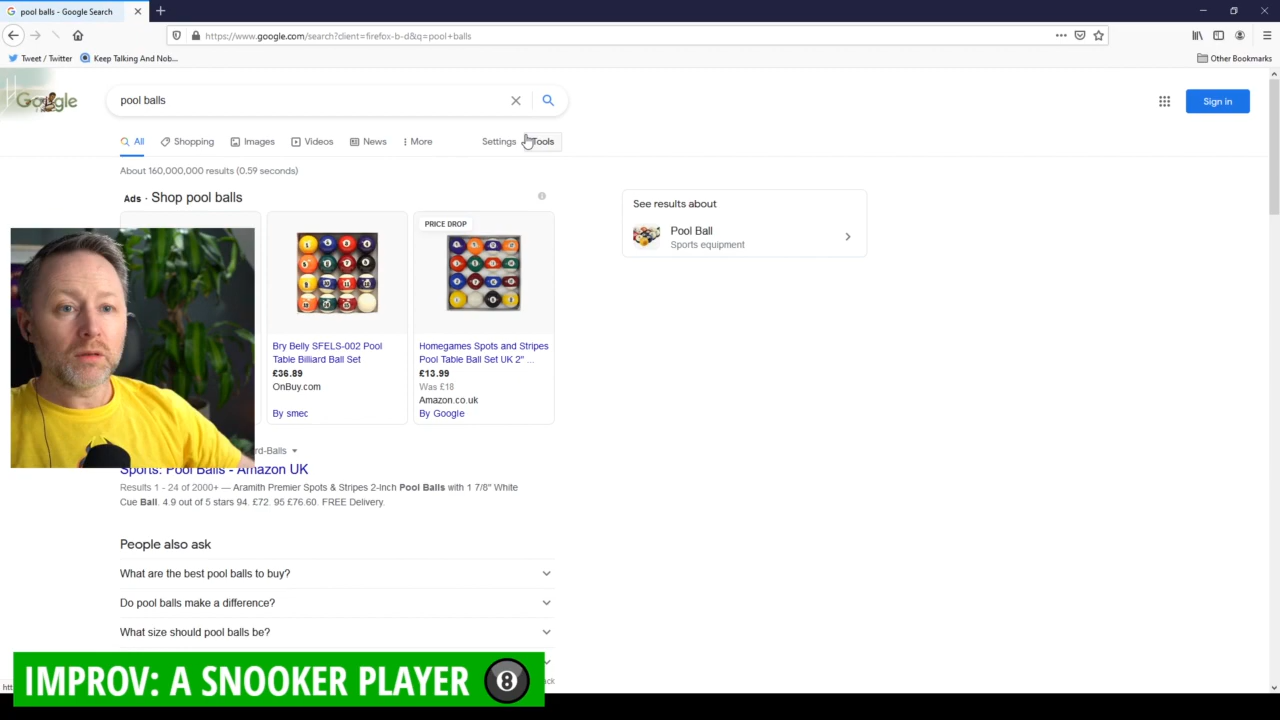 pool balls - Google Search
https://www.google.com/search?client=firefox-b-d&q=pool+balls
Tweet / Twitter
Keep Talking And Nob...
Other Bookmarks
Google
pool balls
Sign in
All
Shopping
Images
Videos
News
More
Settings
Tools
About 160,000,000 results (0.59 seconds)
Ads · Shop pool balls
See results about
Pool Ball
Sports equipment
PRICE DROP
Bry Belly SFELS-002 Pool
Table Billiard Ball Set
£36.89
OnBuy.com
By smec
Homegames Spots and Stripes
Pool Table Ball Set UK 2" ...
£13.99
Was £18
Amazon.co.uk
By Google
rd-Balls
Sports: Pool Balls - Amazon UK
Results 1 - 24 of 2000+ — Aramith Premier Spots & Stripes 2-Inch Pool Balls with 1 7/8" White
Cue Ball. 4.9 out of 5 stars 94. £72. 95 £76.60. FREE Delivery.
People also ask
What are the best pool balls to buy?
Do pool balls make a difference?
What size should pool balls be?
IMPROV: A SNOOKER PLAYER
8